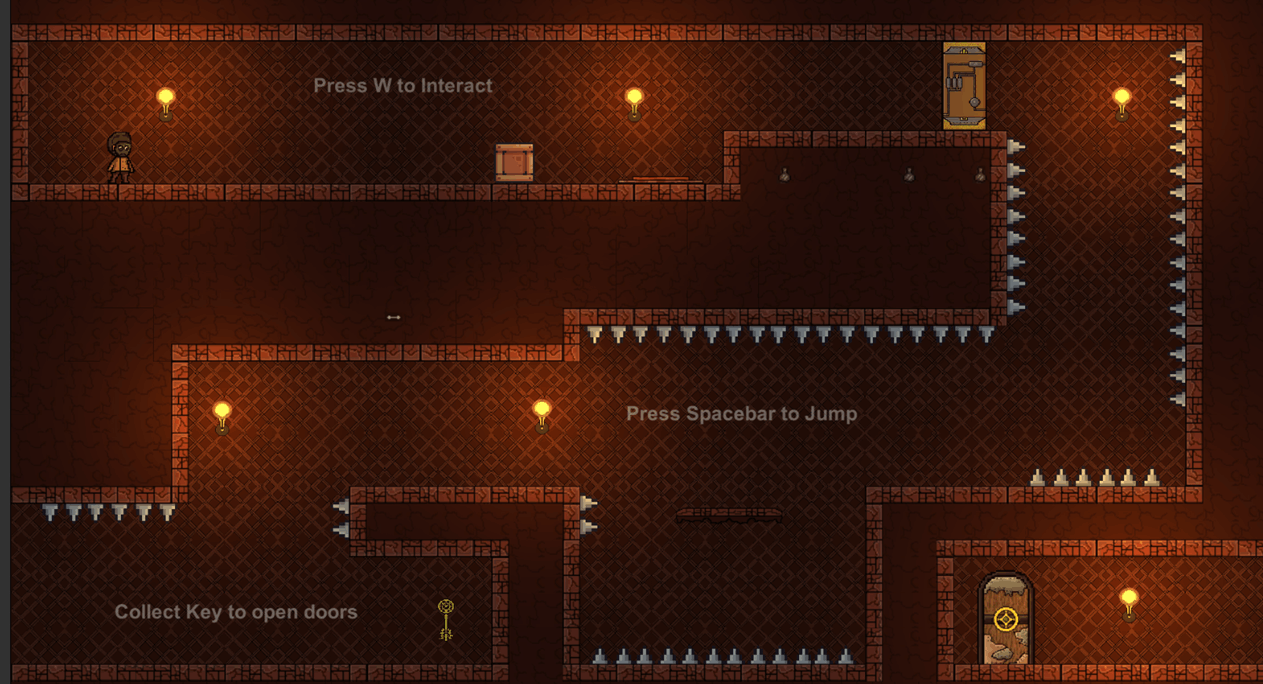 Press W to Interact
Press Spacebar to Jump
Collect Key to open doors